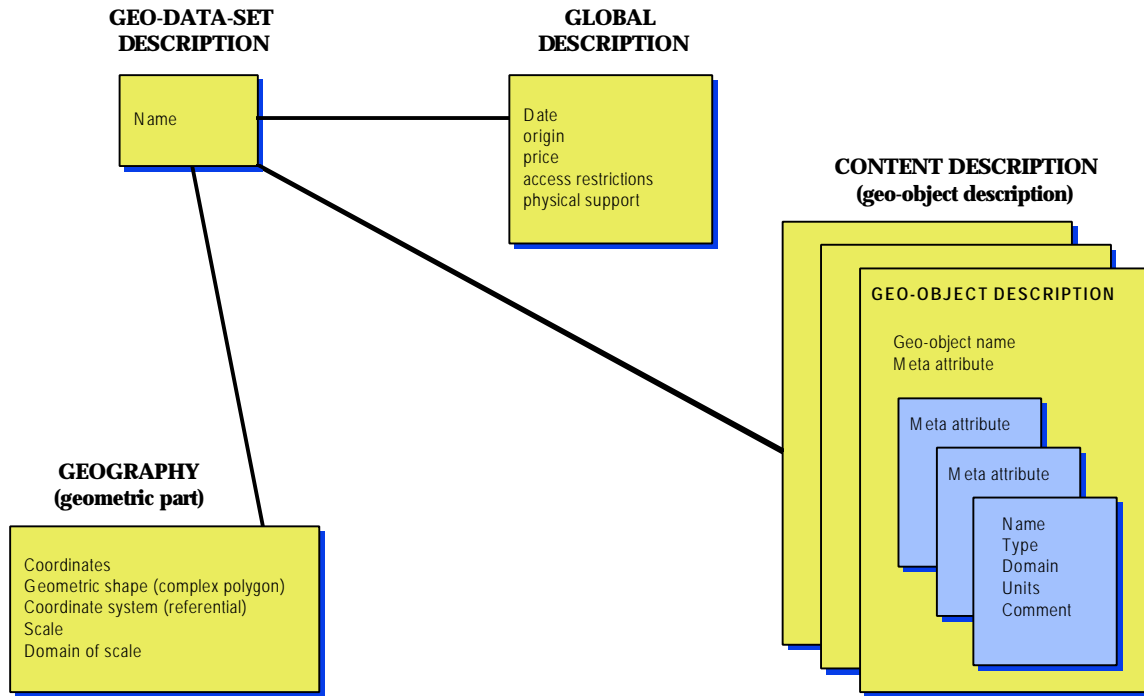 GEO-DATA-SET
DESCRIPTION
Name
GLOBAL
DESCRIPTION
Date
origin
price
access restrictions
physical support
CONTENT DESCRIPTION
(geo-object description)
GEO-OBJECT DESCRIPTION
Geo-object name
Meta attribute
Meta attribute
Meta attribute
Name
Type
Domain
Units
Comment
GEOGRAPHY
(geometric part)
Coordinates
Geometric shape (complex polygon)
Coordinate system (referential)
Scale
Domain of scale